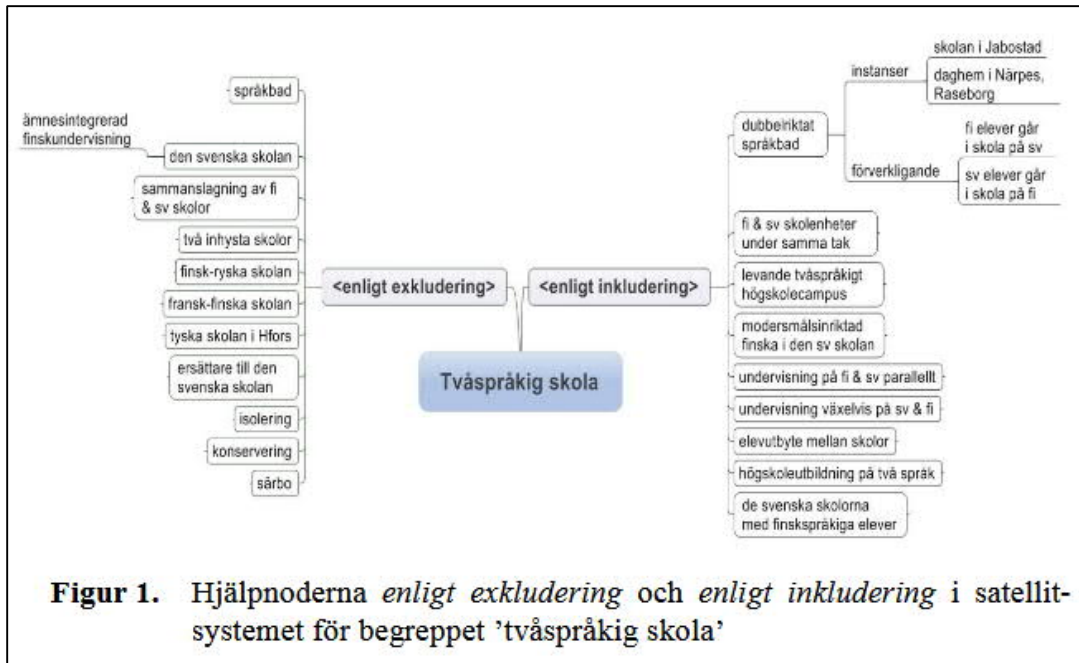 språkbad
ämnesintegrerad
finskundervisning
den svenska skolan
sammanslagning av fi
& sv skolor
två inhysta skolor
finsk-ryska skolan
fransk-finska skolan
tyska skolan i Hfors
ersättare till den
svenska skolan
isolering
konservering
särbo
<enligt exkludering>
<enligt inkludering>
Tvåspråkig skola
dubbelriktat
språkbad
instanser
skolan i Jabostad
daghem i Närpes,
Raseborg
förverkligande
fi elever går
i skola på sv
sv elever går
i skola på fi
fi & sv skolenheter
under samma tak
levande tvåspråkigt
högskolecampus
modersmålsinriktad
finska i den sv skolan
undervisning på fi & sv parallellt
undervisning växelvis på sv & fi
elevutbyte mellan skolor
högskoleutbildning på två språk
de svenska skolorna
med finskspråkiga elever
Figur 1. Hjälpnoderna enligt exkludering och enligt inkludering i satellit-
systemet för begreppet ’tvåspråkig skola’